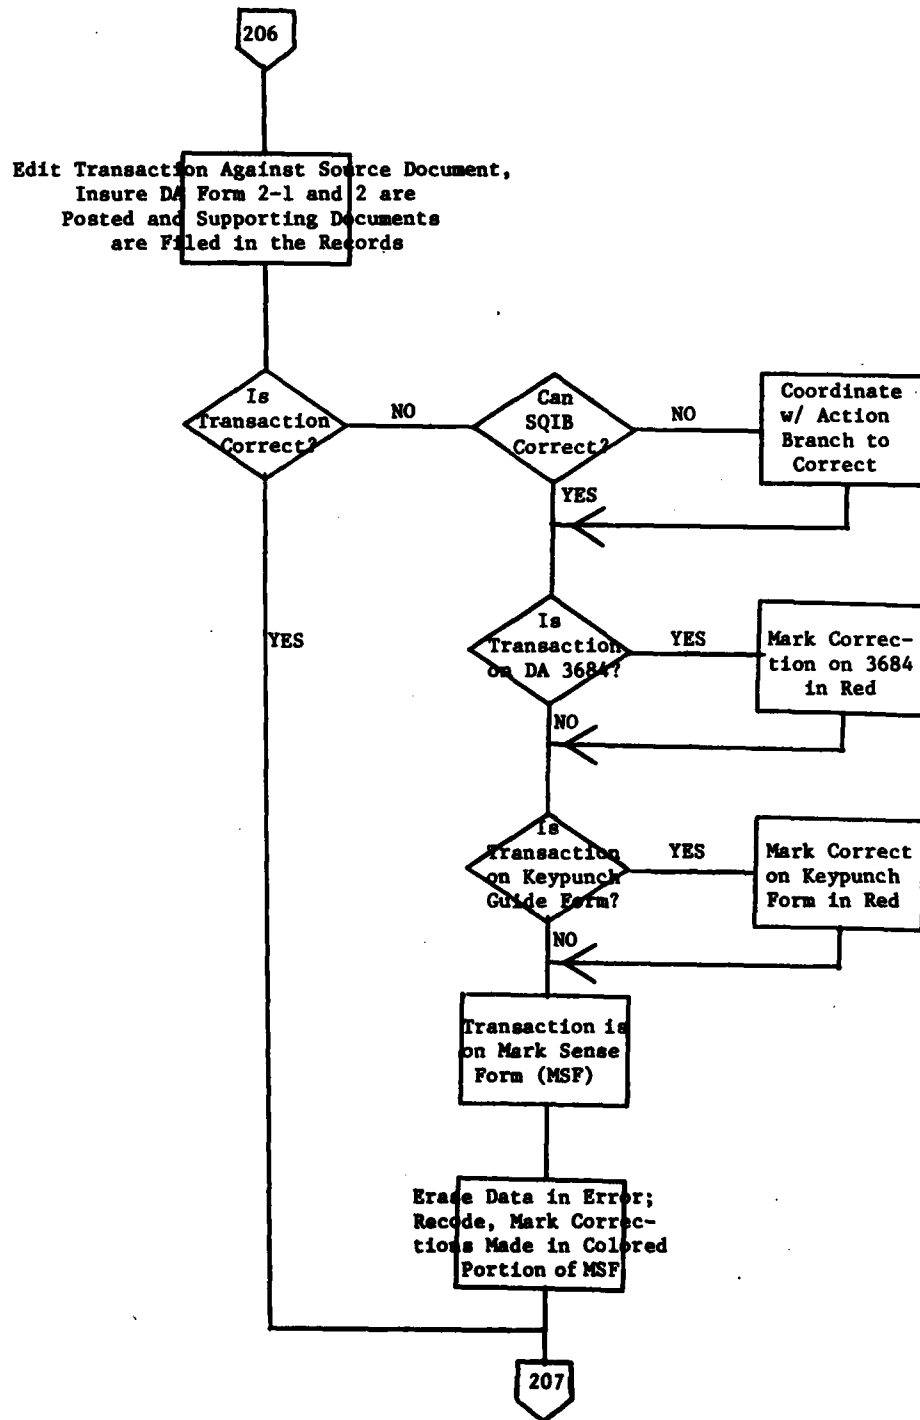 206
Edit Transaction Against Source Document,
Insure DA Form 2-1 and 2 are
Posted and Supporting Documents
are Filed in the Records
Is
Transaction
Correct?
NO
Can
SQIB
Correct?
NO
Coordinate
w/ Action
Branch to
Correct
YES
YES
Is
Transaction
on DA 3684?
YES
Mark Correc-
tion on 3684
in Red
NO
Is
Transaction
on Keypunch
Guide Form?
YES
Mark Correct
on Keypunch
Form in Red
NO
Transaction is
on Mark Sense
Form (MSF)
Erase Data in Error;
Recode, Mark Correc-
tions Made in Colored
Portion of MSF
207